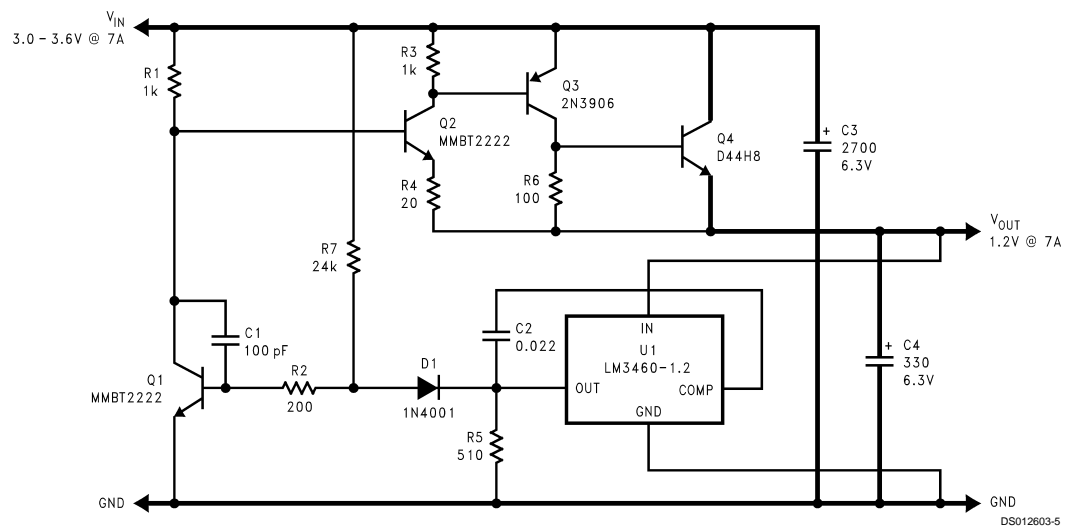 VIN
3.0 – 3.6V @ 7A
R1
1k
R3
1k
Q3
2N3906
Q2
MMBT2222
Q4
D44H8
+
C3
2700
6.3V
R4
20
R6
100
VOUT
1.2V @ 7A
R7
24k
C1
100 pF
C2
0.022
IN
U1
LM3460-1.2
OUT
COMP
GND
+
C4
330
6.3V
Q1
MMBT2222
R2
200
D1
1N4001
R5
510
GND
GND
DS012603-5